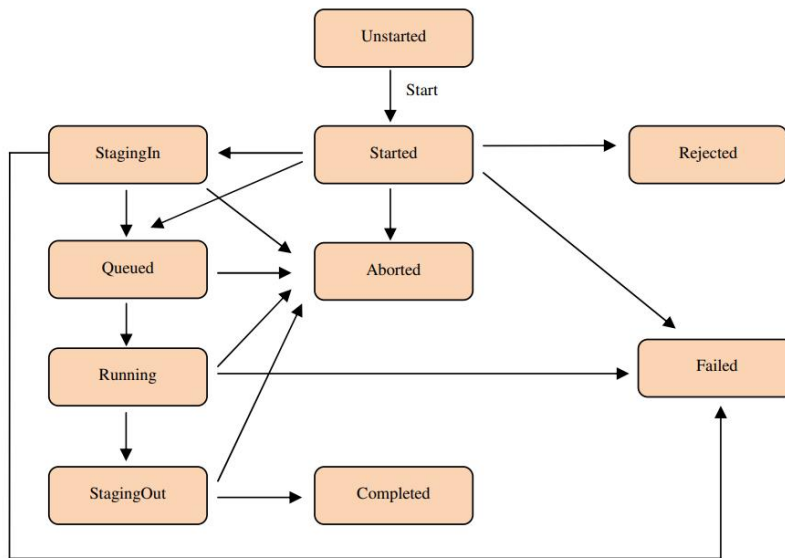 Unstarted
Start
StagingIn
Started
Rejected
Queued
Aborted
Running
Failed
StagingOut
Completed